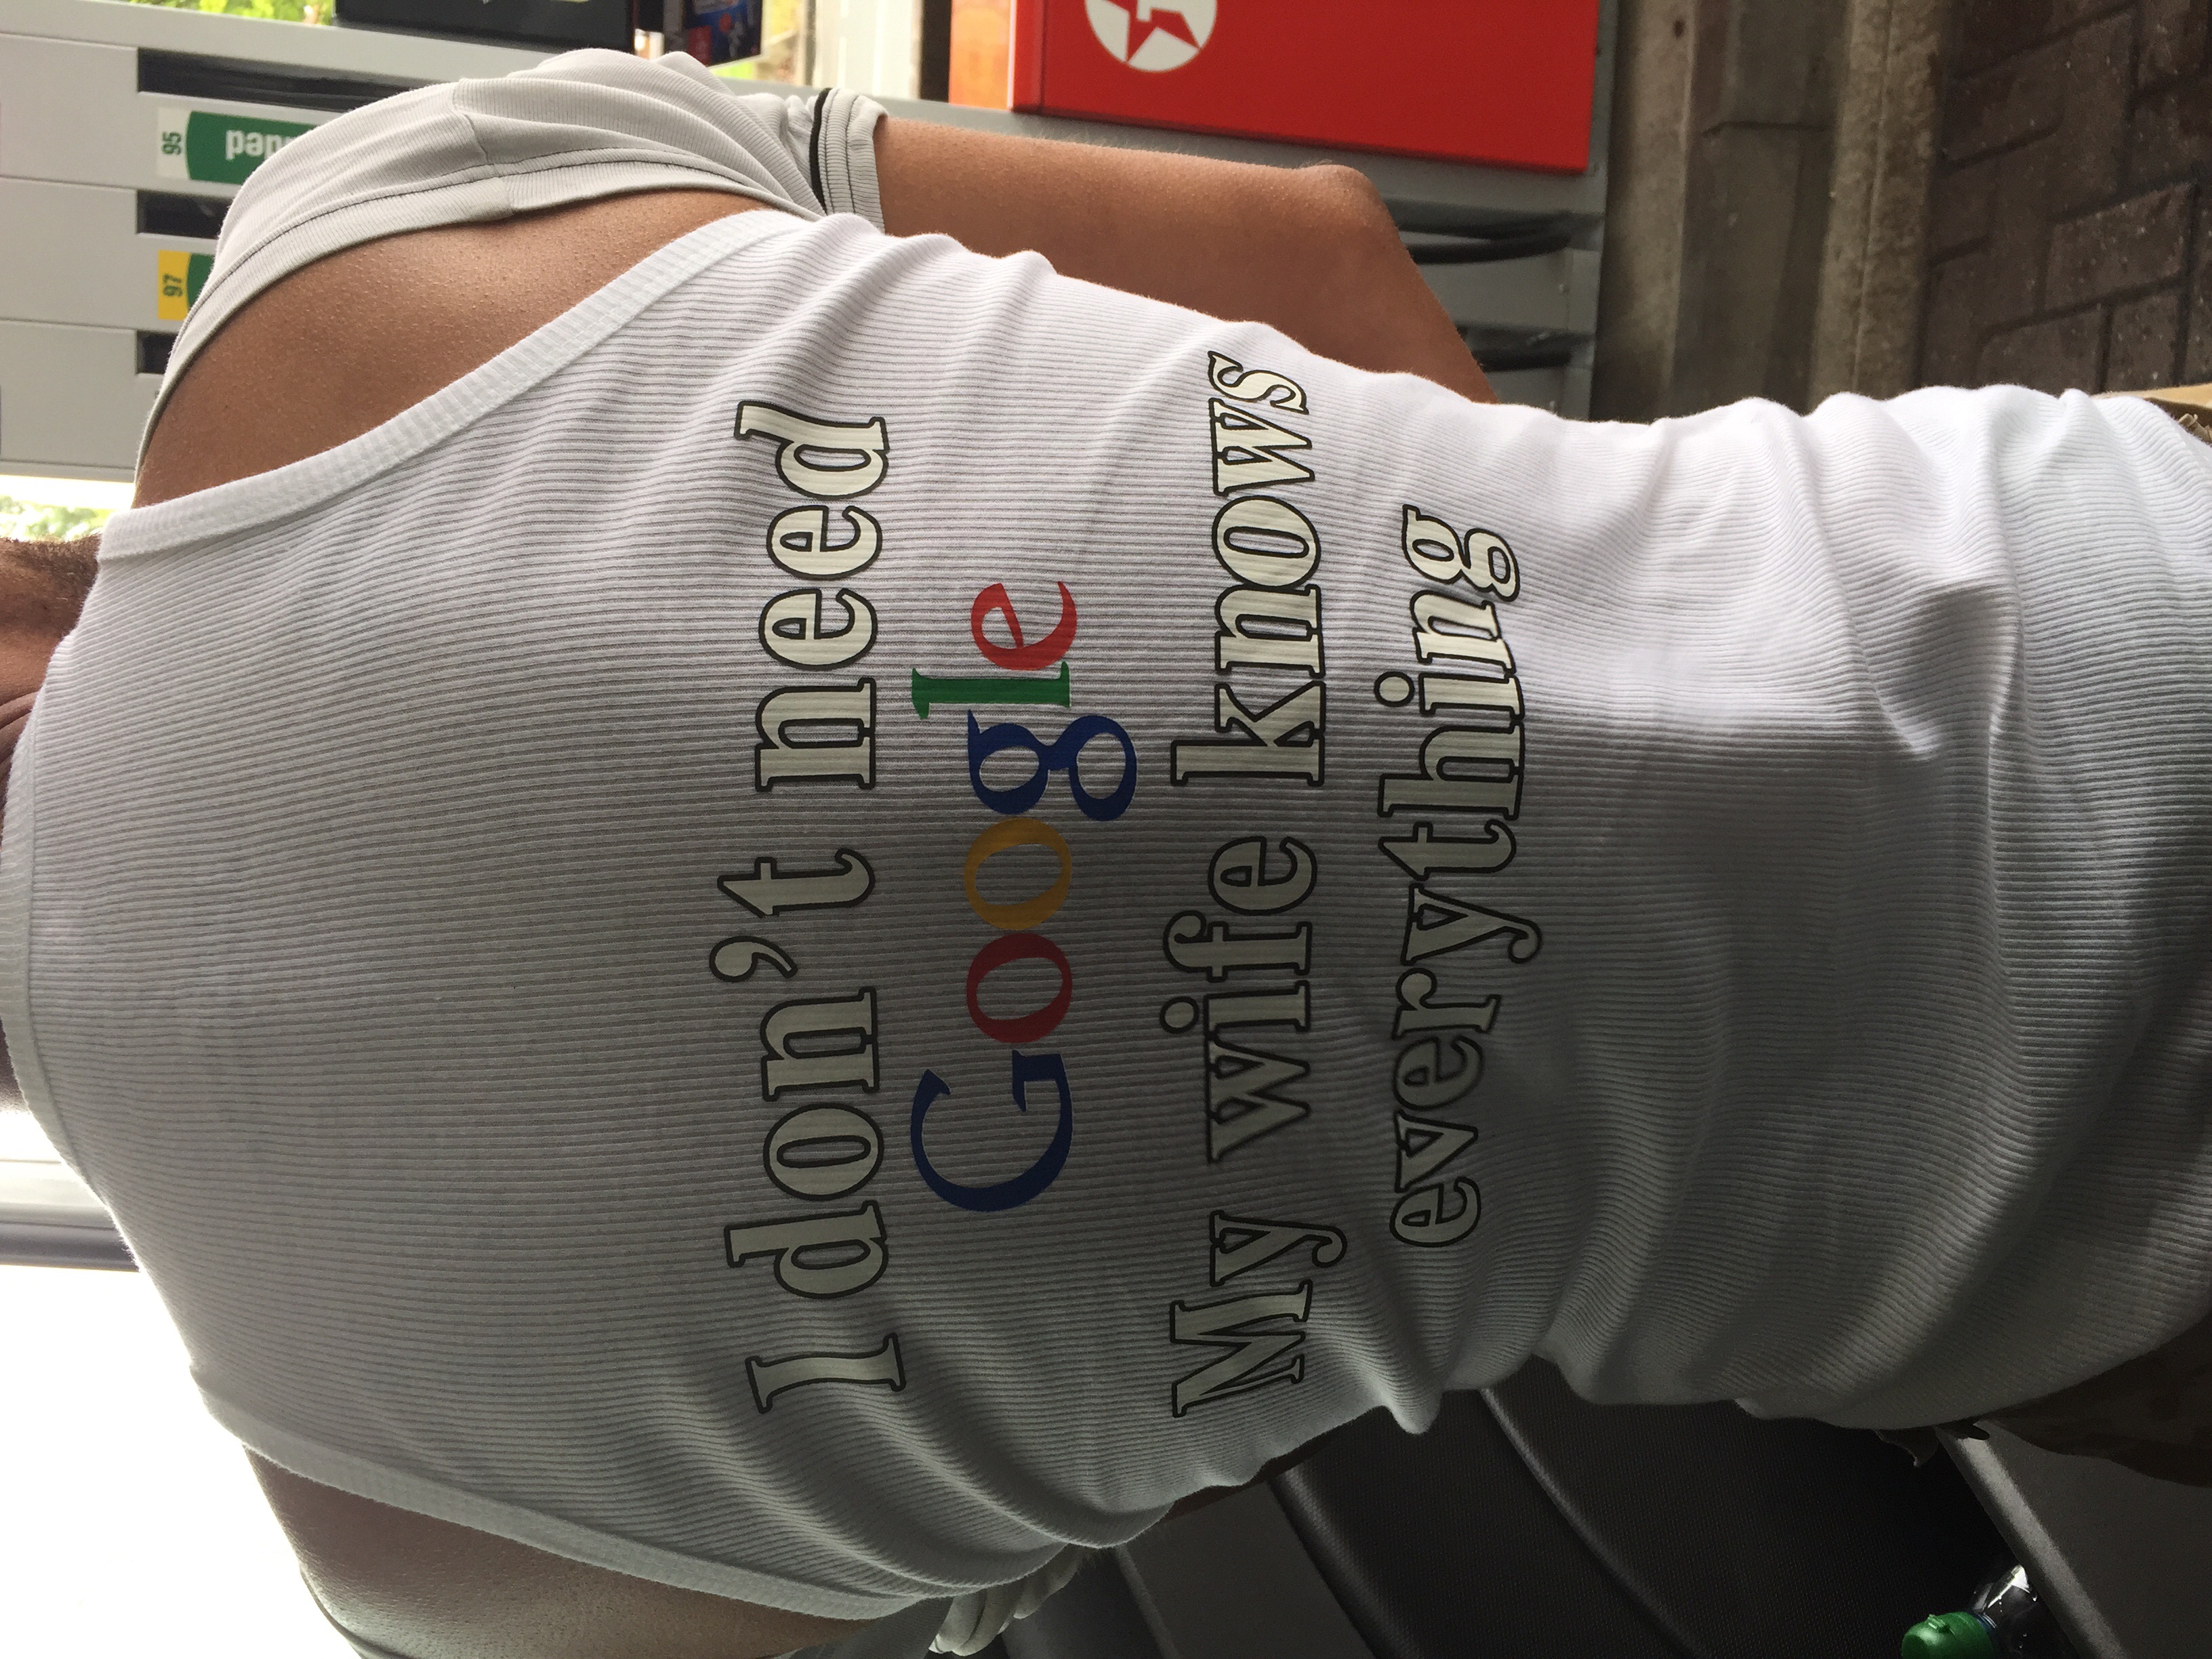 I don't need
Google
My wife knows
everything
95
97